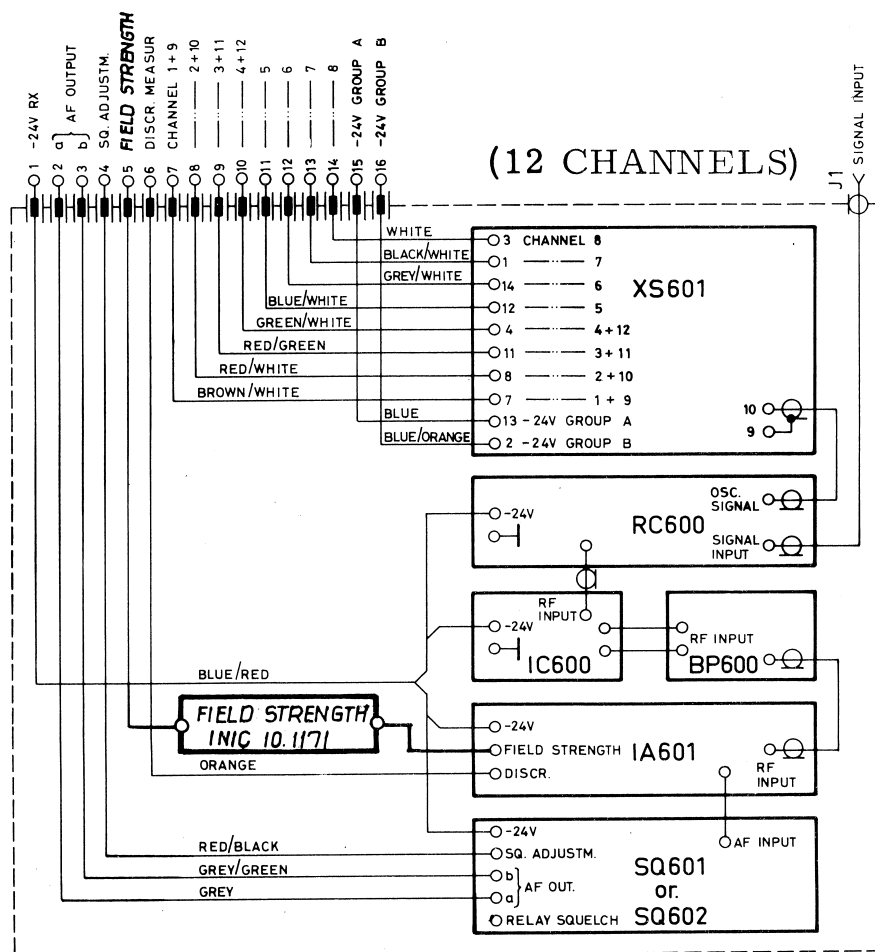 1 -24V RX
2 a
3 b
AF OUTPUT
4 SQ. ADJUSTM.
5 FIELD STRENGTH
6 DISCR. MEASUR
7 CHANNEL 1+9
8 —··— 2+10
9 —··— 3+11
10 —··— 4+12
11 —··— 5
12 —··— 6
13 —··— 7
14 —··— 8
15 -24V GROUP A
16 -24V GROUP B
(12 CHANNELS)
J1
SIGNAL INPUT
WHITE
3 CHANNEL 8
BLACK/WHITE
1 —··— 7
GREY/WHITE
14 —··— 6
XS601
BLUE/WHITE
12 —··— 5
GREEN/WHITE
4 —··— 4+12
RED/GREEN
11 —··— 3+11
RED/WHITE
8 —··— 2+10
BROWN/WHITE
7 —··— 1+9
10
BLUE
13 -24V GROUP A
9
BLUE/ORANGE
2 -24V GROUP B
OSC.
SIGNAL
-24V
RC600
SIGNAL
INPUT
RF
INPUT
-24V
IC600
RF INPUT
BP600
BLUE/RED
FIELD STRENGTH
INIC 10.1171
-24V
FIELD STRENGTH
IA601
ORANGE
DISCR.
RF
INPUT
-24V
AF INPUT
RED/BLACK
SQ. ADJUSTM.
GREY/GREEN
b
AF OUT.
GREY
a
SQ601
or.
SQ602
RELAY SQUELCH